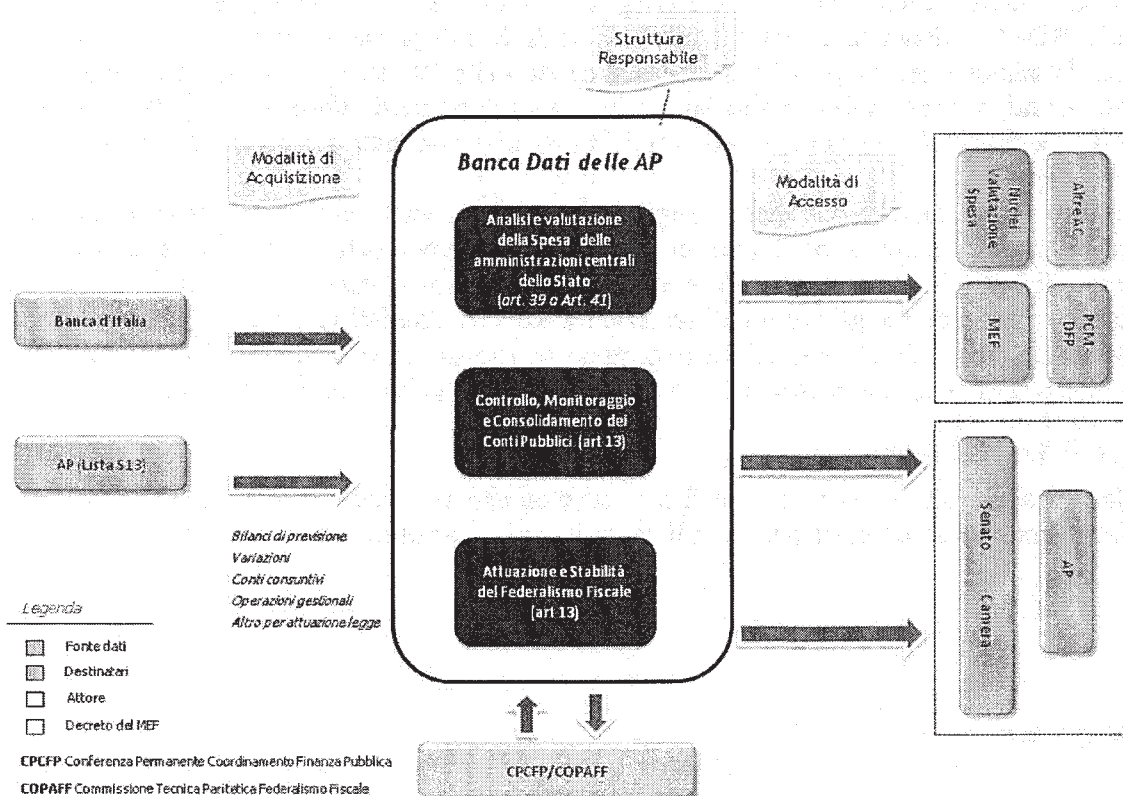 Struttura
Responsabile
Modalità di
Acquisizione
Banca Dati delle AP
Modalità di
Accesso
Analisi e valutazione
della Spesa delle
amministrazioni centrali
dello Stato
(art. 39 a Art. 41)
Controllo, Monitoraggio
e Consolidamento dei
Conti Pubblici (art 13)
Attuazione e Stabilità
del Federalismo Fiscale
(art 13)
Banca d'Italia
AP (Lista S13)
Bilanci di previsione
Variazioni
Conti consuntivi
Operazioni gestionali
Altro per attuazione legge
Nuclei
Valutazione
Spesa
Altre AC
MEF
PCM-
DFP
Senato Camera
AP
CPCFP/COPAFF
Legenda
Fonte dati
Destinatari
Attore
Decreto del MEF
CPCFP Conferenza Permanente Coordinamento Finanza Pubblica
COPAFF Commissione Tecnica Paritetica Federalismo Fiscale